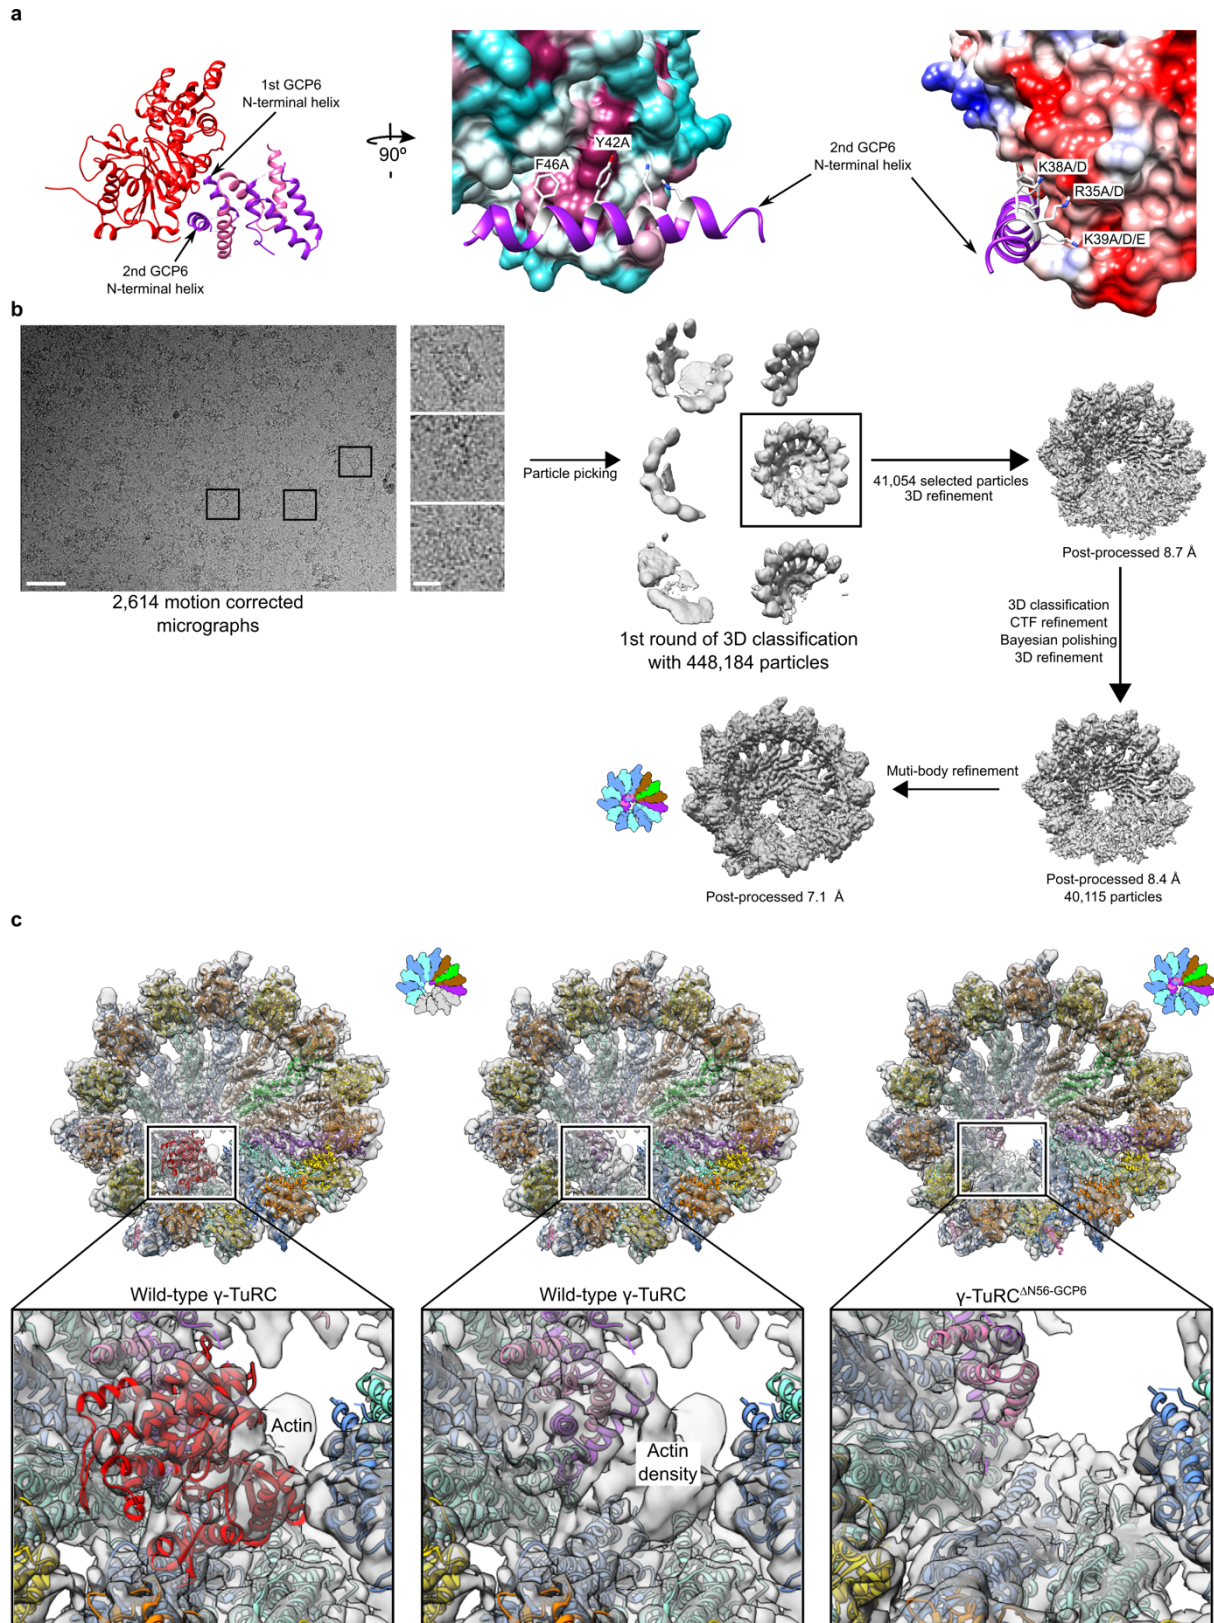 a
1st GCP6
N-terminal helix
2nd GCP6
N-terminal helix
90º
F46A
Y42A
2nd GCP6
N-terminal helix
K38A/D
R35A/D
K39A/D/E
b
2,614 motion corrected
micrographs
Particle picking
1st round of 3D classification
with 448,184 particles
41,054 selected particles
3D refinement
Post-processed 8.7 Å
3D classification
CTF refinement
Bayesian polishing
3D refinement
Post-processed 8.4 Å
40,115 particles
Muti-body refinement
Post-processed 7.1 Å
c
Wild-type γ-TuRC
Wild-type γ-TuRC
γ-TuRCΔN56-GCP6
Actin
Actin
density